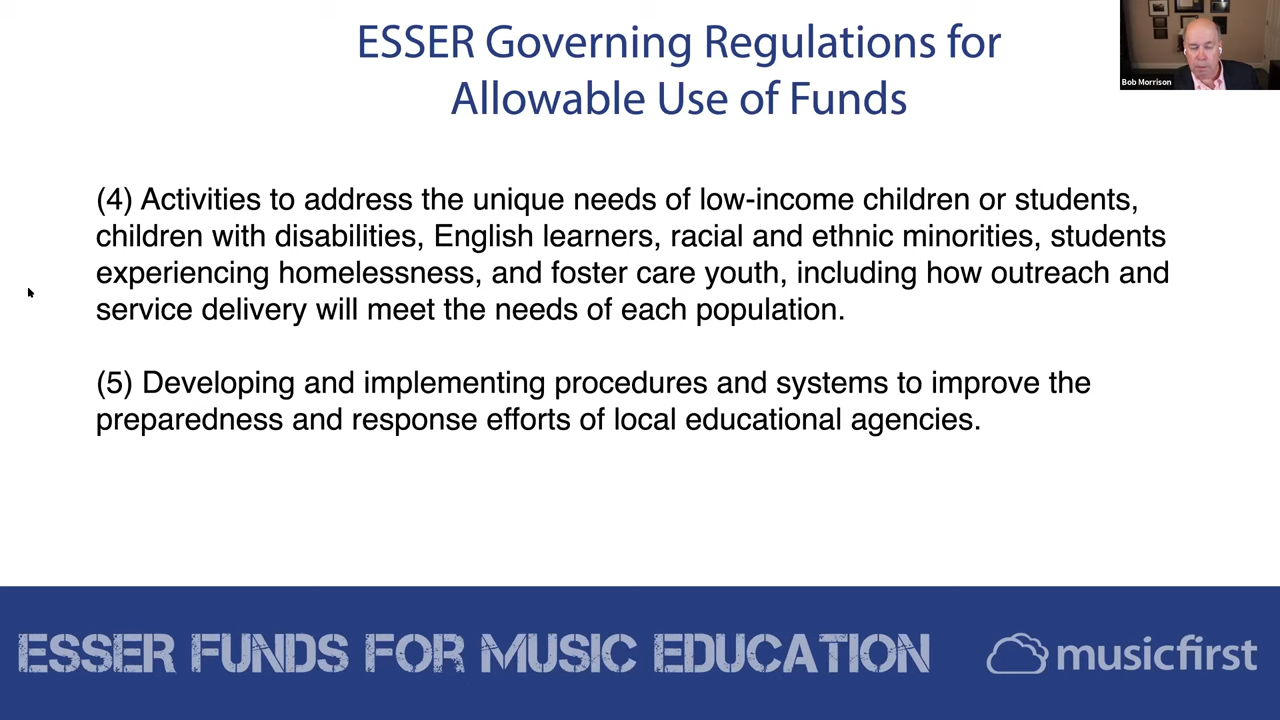 ESSER Governing Regulations for
Allowable Use of Funds
Bob Morrison
(4) Activities to address the unique needs of low-income children or students,
children with disabilities, English learners, racial and ethnic minorities, students
experiencing homelessness, and foster care youth, including how outreach and
service delivery will meet the needs of each population.
(5) Developing and implementing procedures and systems to improve the
preparedness and response efforts of local educational agencies.
ESSER FUNDS FOR MUSIC EDUCATION
musicfirst